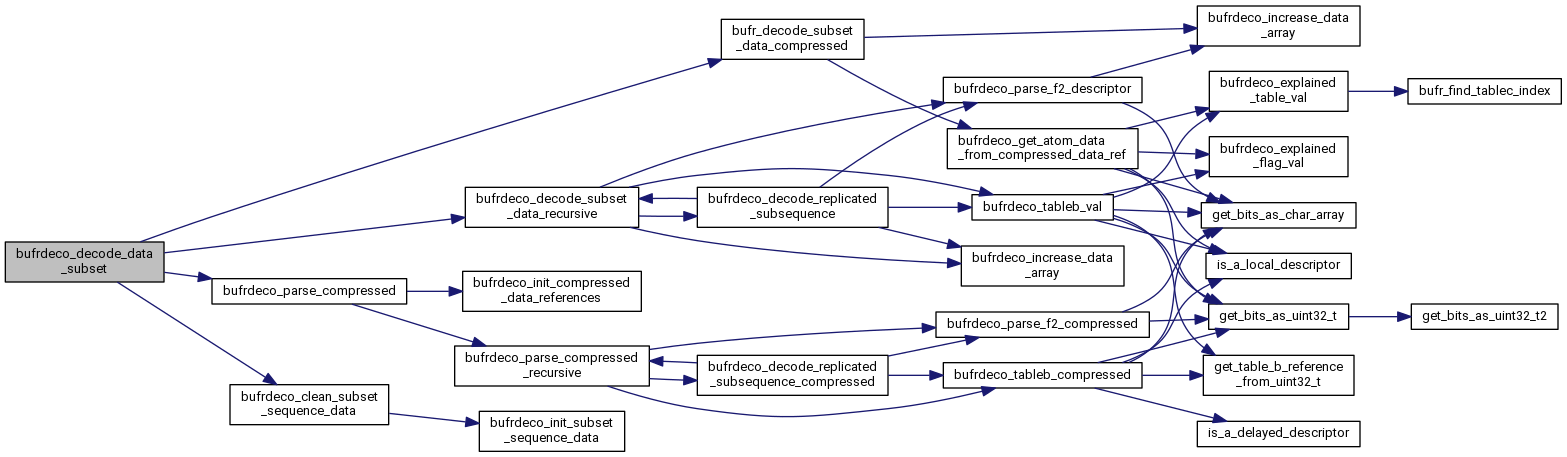 bufrdeco_decode_data
_subset
bufr_decode_subset
_data_compressed
bufrdeco_decode_subset
_data_recursive
bufrdeco_parse_compressed
bufrdeco_clean_subset
_sequence_data
bufrdeco_init_compressed
_data_references
bufrdeco_parse_compressed
_recursive
bufrdeco_init_subset
_sequence_data
bufrdeco_decode_replicated
_subsequence
bufrdeco_decode_replicated
_subsequence_compressed
bufrdeco_parse_f2_descriptor
bufrdeco_get_atom_data
_from_compressed_data_ref
bufrdeco_tableb_val
bufrdeco_increase_data
_array
bufrdeco_parse_f2_compressed
bufrdeco_tableb_compressed
bufrdeco_increase_data
_array
bufrdeco_explained
_table_val
bufrdeco_explained
_flag_val
get_bits_as_char_array
is_a_local_descriptor
get_bits_as_uint32_t
get_table_b_reference
_from_uint32_t
is_a_delayed_descriptor
bufr_find_tablec_index
get_bits_as_uint32_t2